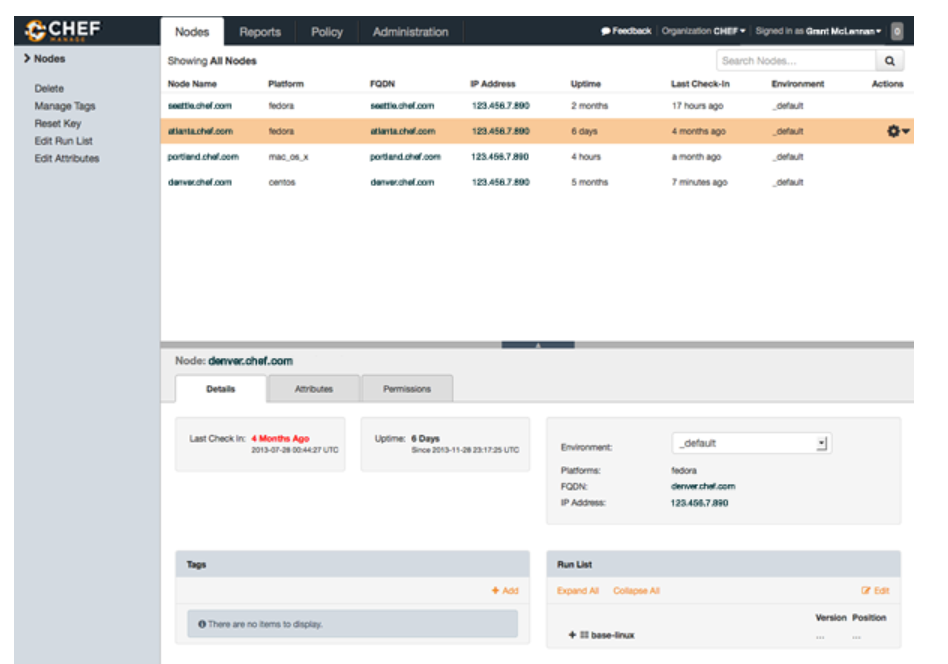 CHEF
MANAGE
Nodes Reports Policy Administration
Feedback Organization CHEF Signed in as Grant McLennan 0
Nodes
Delete
Manage Tags
Reset Key
Edit Run List
Edit Attributes
Showing All Nodes
Search Nodes...
Node Name Platform FQDN IP Address Uptime Last Check-In Environment Actions
seattle.chef.com fedora seattle.chef.com 123.456.7.890 2 months 17 hours ago _default
atlanta.chef.com fedora atlanta.chef.com 123.456.7.890 6 days 4 months ago _default
portland.chef.com mac_os_x portland.chef.com 123.456.7.890 4 hours a month ago _default
denver.chef.com centos denver.chef.com 123.456.7.890 5 months 7 minutes ago _default
Node: denver.chef.com
Details Attributes Permissions
Last Check In: 4 Months Ago
2013-07-28 00:44:27 UTC
Uptime: 6 Days
Since 2013-11-28 23:17:25 UTC
Environment: _default
Platforms: fedora
FQDN: denver.chef.com
IP Address: 123.456.7.890
Tags
+ Add
There are no items to display.
Run List
Expand All Collapse All Edit
Version Position
+ base-linux ... ...